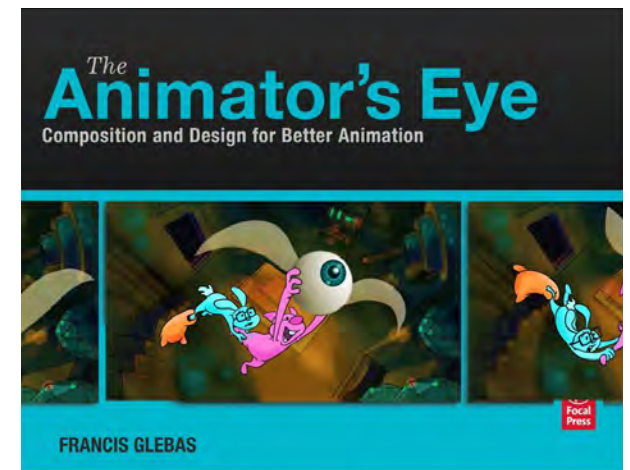 The
Animator's Eye
Composition and Design for Better Animation
Focal
Press
FRANCIS GLEBAS